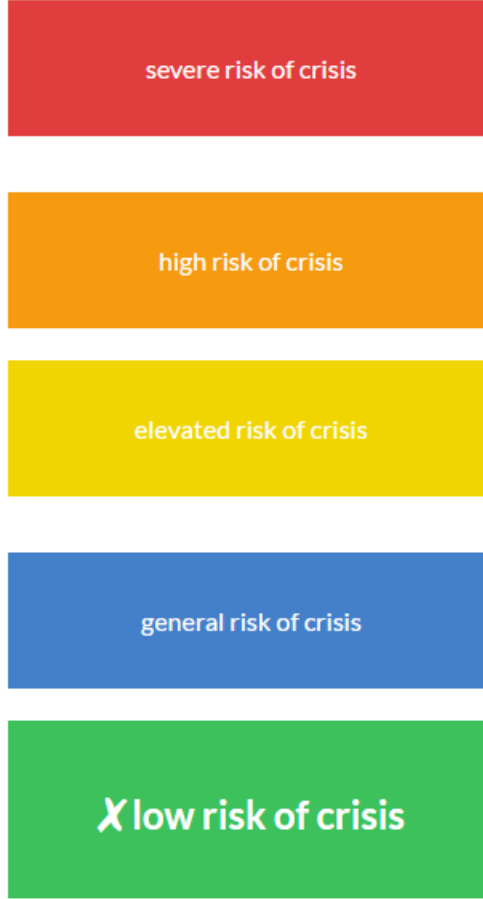 severe risk of crisis
high risk of crisis
elevated risk of crisis
general risk of crisis
✗ low risk of crisis